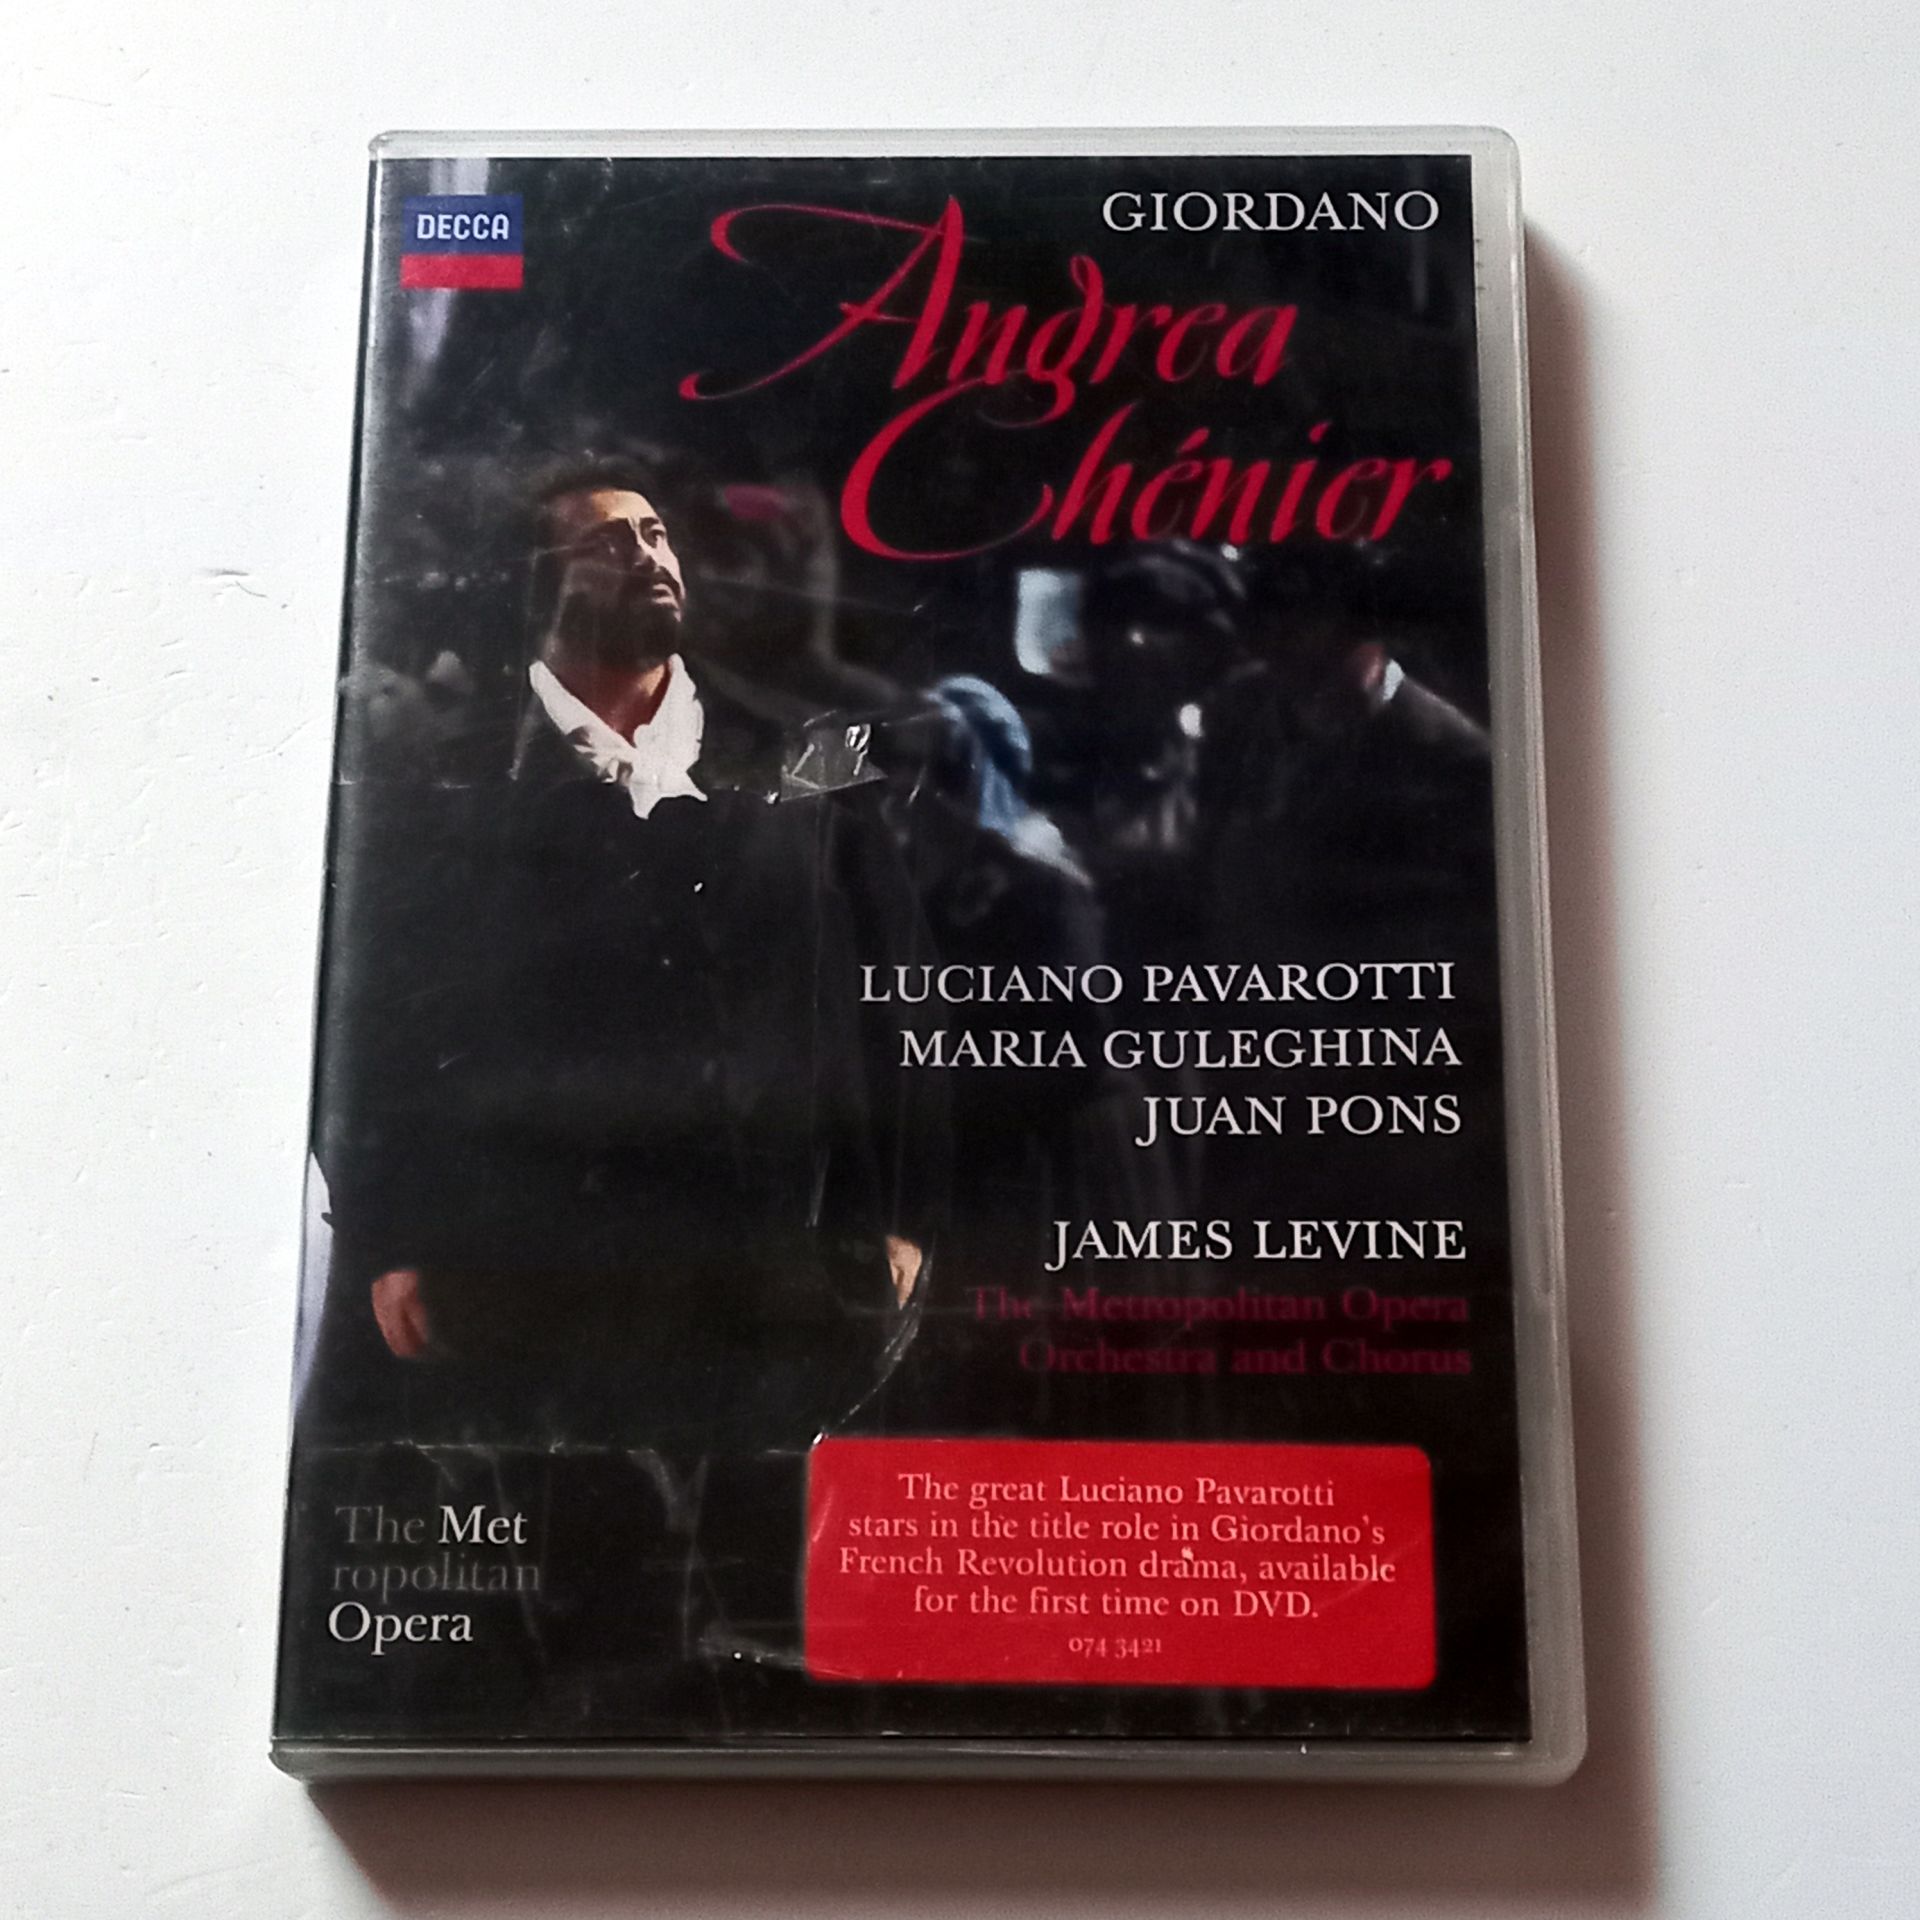 DECCA
GIORDANO
Andrea
Chénier
LUCIANO PAVAROTTI
MARIA GULEGHINA
JUAN PONS
JAMES LEVINE
The Metropolitan Opera
Orchestra and Chorus
The Met
ropolitan
Opera
The great Luciano Pavarotti
stars in the title role in Giordano's
French Revolution drama, available
for the first time on DVD.
074 3421